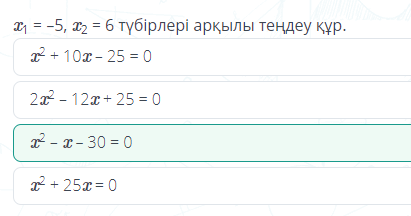 x₁ = –5, x₂ = 6 түбірлері арқылы теңдеу құр.
x² + 10x – 25 = 0
2x² – 12x + 25 = 0
x² – x – 30 = 0
x² + 25x = 0